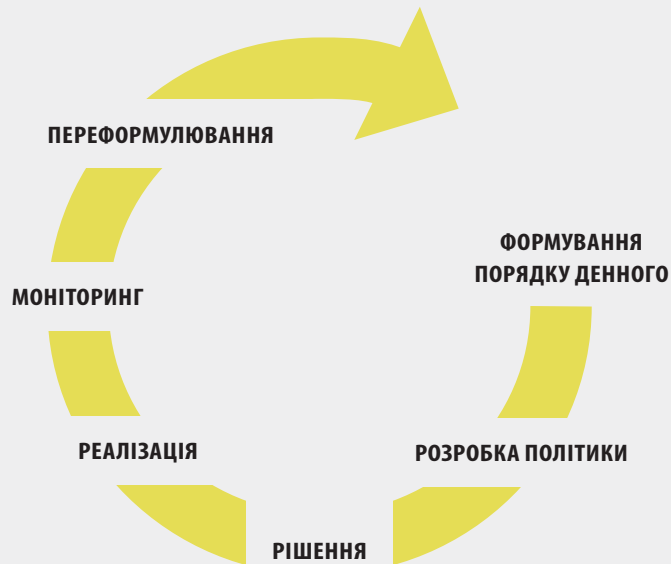 ПЕРЕФОРМУЛЮВАННЯ
ФОРМУВАННЯ
ПОРЯДКУ ДЕННОГО
МОНІТОРИНГ
РЕАЛІЗАЦІЯ
РОЗРОБКА ПОЛІТИКИ
РІШЕННЯ